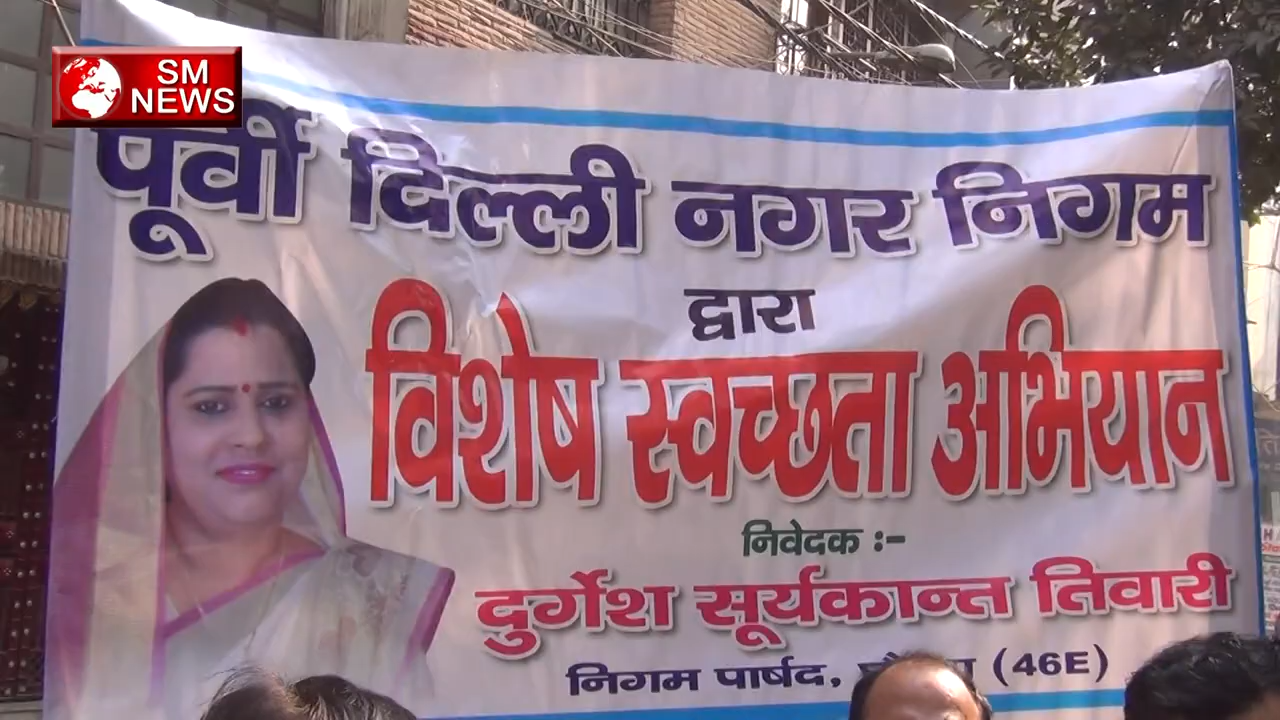 SM
NEWS
पूर्वी दिल्ली नगर निगम
द्वारा
विशेष स्वच्छता अभियान
निवेदक :-
दुर्गेश सूर्यकान्त तिवारी
निगम पार्षद, (46E)